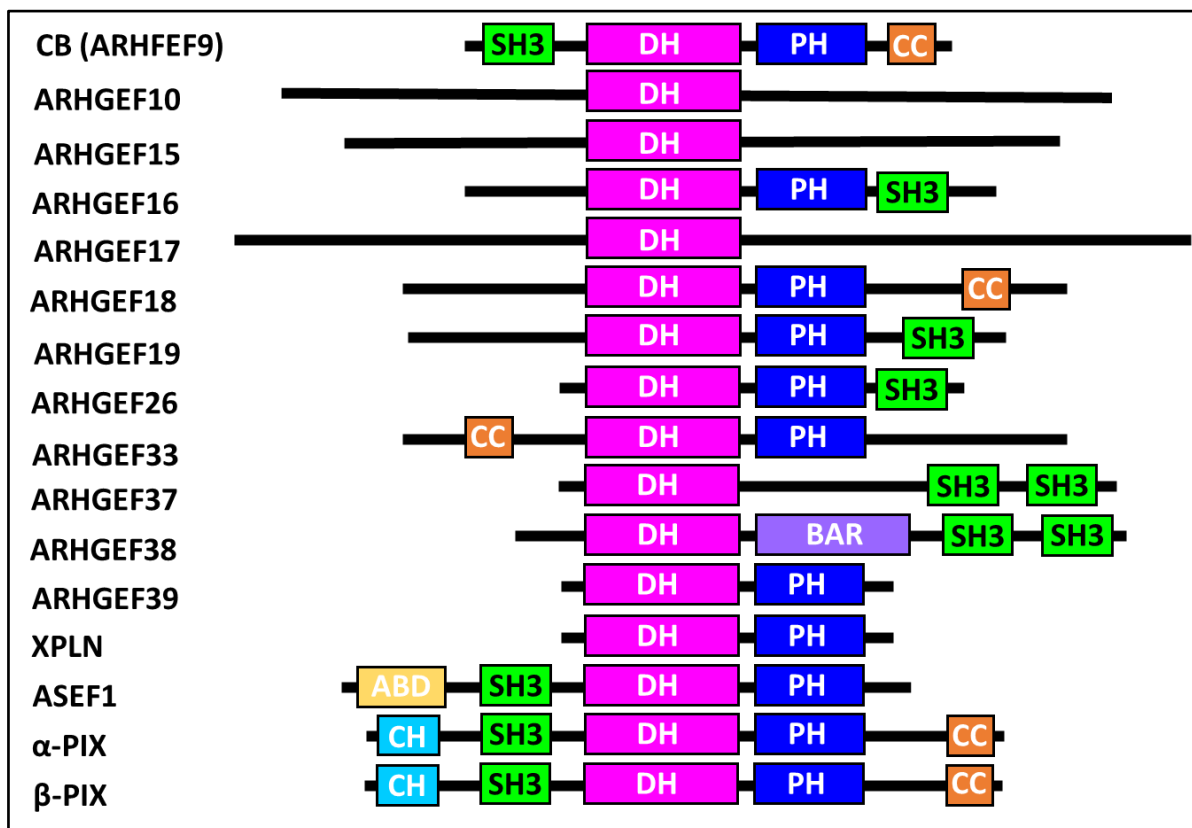 CB (ARHFEF9) SH3 DH PH CC
ARHGEF10 DH
ARHGEF15 DH
ARHGEF16 DH PH SH3
ARHGEF17 DH
ARHGEF18 DH PH CC
ARHGEF19 DH PH SH3
ARHGEF26 DH PH SH3
ARHGEF33 CC DH PH
ARHGEF37 DH SH3 SH3
ARHGEF38 DH BAR SH3 SH3
ARHGEF39 DH PH
XPLN DH PH
ASEF1 ABD SH3 DH PH
α-PIX CH SH3 DH PH CC
β-PIX CH SH3 DH PH CC